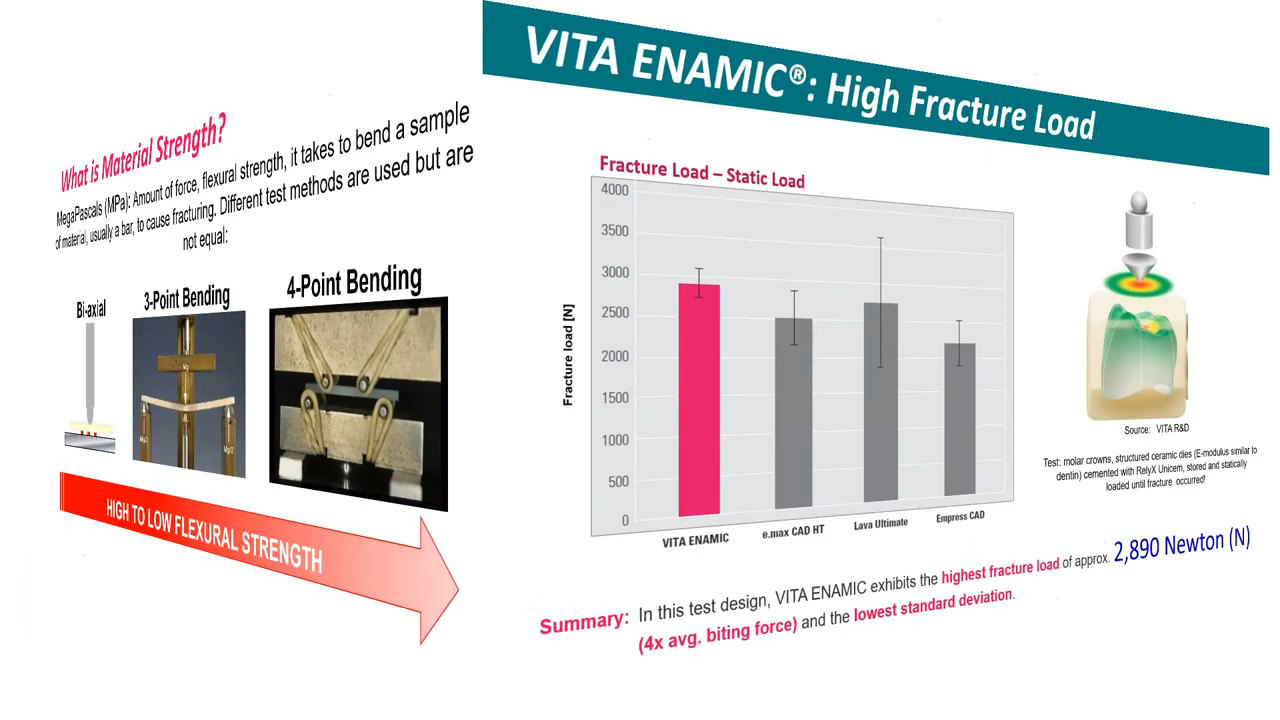 VITA ENAMIC®: High Fracture Load
What is Material Strength?
MegaPascals (MPa): Amount of force, flexural strength, it takes to bend a sample
of material, usually a bar, to cause fracturing. Different test methods are used but are
not equal:
Bi-axial
3-Point Bending
4-Point Bending
Mg
Mg/2
Mg/2
HIGH TO LOW FLEXURAL STRENGTH
Fracture Load – Static Load
Fracture load [N]
4000
3500
3000
2500
2000
1500
1000
500
0
VITA ENAMIC
e.max CAD HT
Lava Ultimate
Empress CAD
Source: VITA R&D
Test: molar crowns, structured ceramic dies (E-modulus similar to
dentin) cemented with RelyX Unicem, stored and statically
loaded until fracture occurred!
Summary: In this test design, VITA ENAMIC exhibits the highest fracture load of approx. 2,890 Newton (N)
(4x avg. biting force) and the lowest standard deviation.